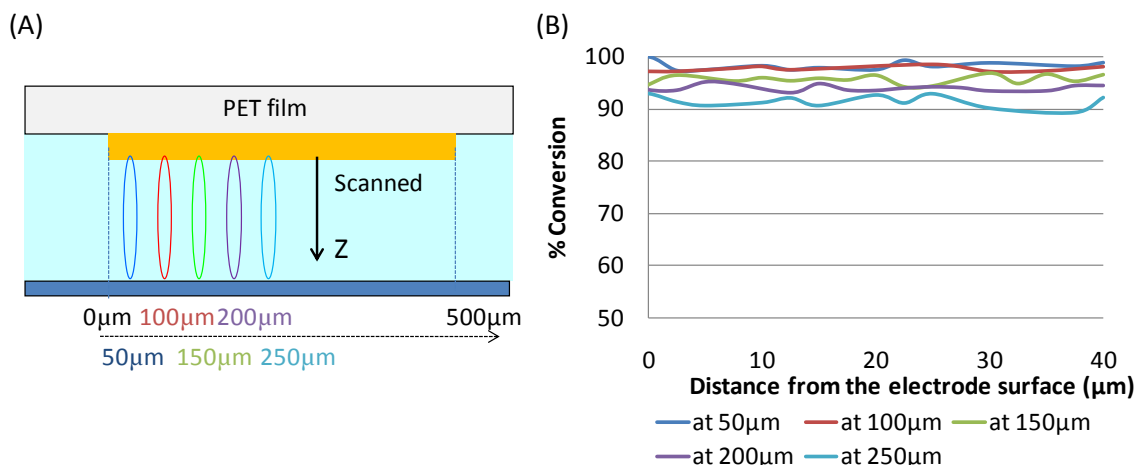 (A)
PET film
Scanned
Z
0μm 100μm 200μm 500μm
50μm 150μm 250μm
(B)
% Conversion
100
90
80
70
60
50
0 10 20 30 40
Distance from the electrode surface (μm)
at 50μm at 100μm at 150μm
at 200μm at 250μm